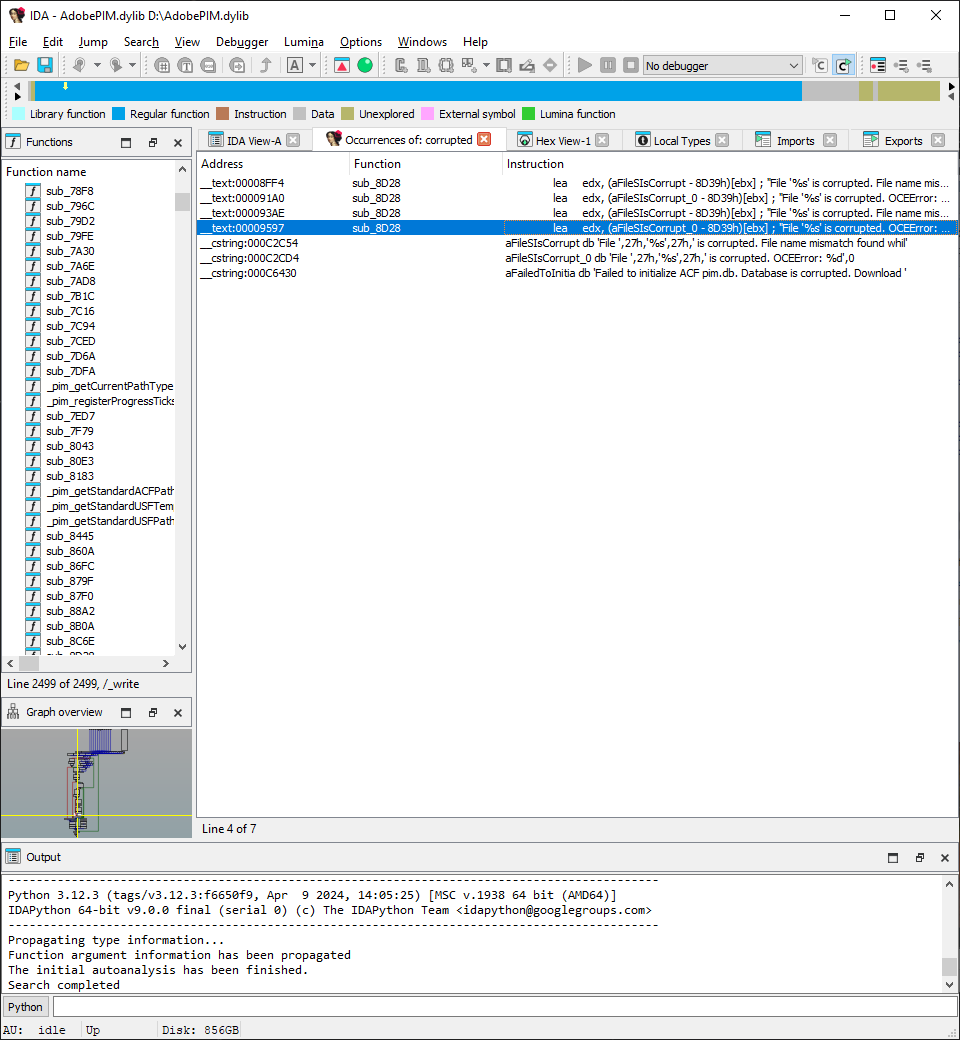 IDA - AdobePIM.dylib D:\AdobePIM.dylib
File Edit Jump Search View Debugger Lumina Options Windows Help
No debugger
Library function Regular function Instruction Data Unexplored External symbol Lumina function
Functions
IDA View-A Occurrences of: corrupted Hex View-1 Local Types Imports Exports
Function name
sub_78F8
sub_796C
sub_79D2
sub_79FE
sub_7A30
sub_7A6E
sub_7AD8
sub_7B1C
sub_7C16
sub_7C94
sub_7CED
sub_7D6A
sub_7DFA
_pim_getCurrentPathType
_pim_registerProgressTicks
sub_7ED7
sub_7F79
sub_8043
sub_80E3
sub_8183
_pim_getStandardACFPath
_pim_getStandardUSFTem
_pim_getStandardUSFPath
sub_8445
sub_860A
sub_86FC
sub_879F
sub_87F0
sub_88A2
sub_8B0A
sub_8C6E
Line 2499 of 2499, /_write
Graph overview
Address Function Instruction
__text:00008FF4 sub_8D28 lea edx, (aFileSIsCorrupt - 8D39h)[ebx] ; "File '%s' is corrupted. File name mis...
__text:000091A0 sub_8D28 lea edx, (aFileSIsCorrupt_0 - 8D39h)[ebx] ; "File '%s' is corrupted. OCEError: ...
__text:000093AE sub_8D28 lea edx, (aFileSIsCorrupt - 8D39h)[ebx] ; "File '%s' is corrupted. File name mis...
__text:00009597 sub_8D28 lea edx, (aFileSIsCorrupt_0 - 8D39h)[ebx] ; "File '%s' is corrupted. OCEError: ...
__cstring:000C2C54 aFileSIsCorrupt db 'File ',27h,'%s',27h,' is corrupted. File name mismatch found whil'
__cstring:000C2CD4 aFileSIsCorrupt_0 db 'File ',27h,'%s',27h,' is corrupted. OCEError: %d',0
__cstring:000C6430 aFailedToInitia db 'Failed to initialize ACF pim.db. Database is corrupted. Download '
Line 4 of 7
Output
Python 3.12.3 (tags/v3.12.3:f6650f9, Apr  9 2024, 14:05:25) [MSC v.1938 64 bit (AMD64)]
IDAPython 64-bit v9.0.0 final (serial 0) (c) The IDAPython Team <idapython@googlegroups.com>
Propagating type information...
Function argument information has been propagated
The initial autoanalysis has been finished.
Search completed
Python
AU: idle Up Disk: 856GB